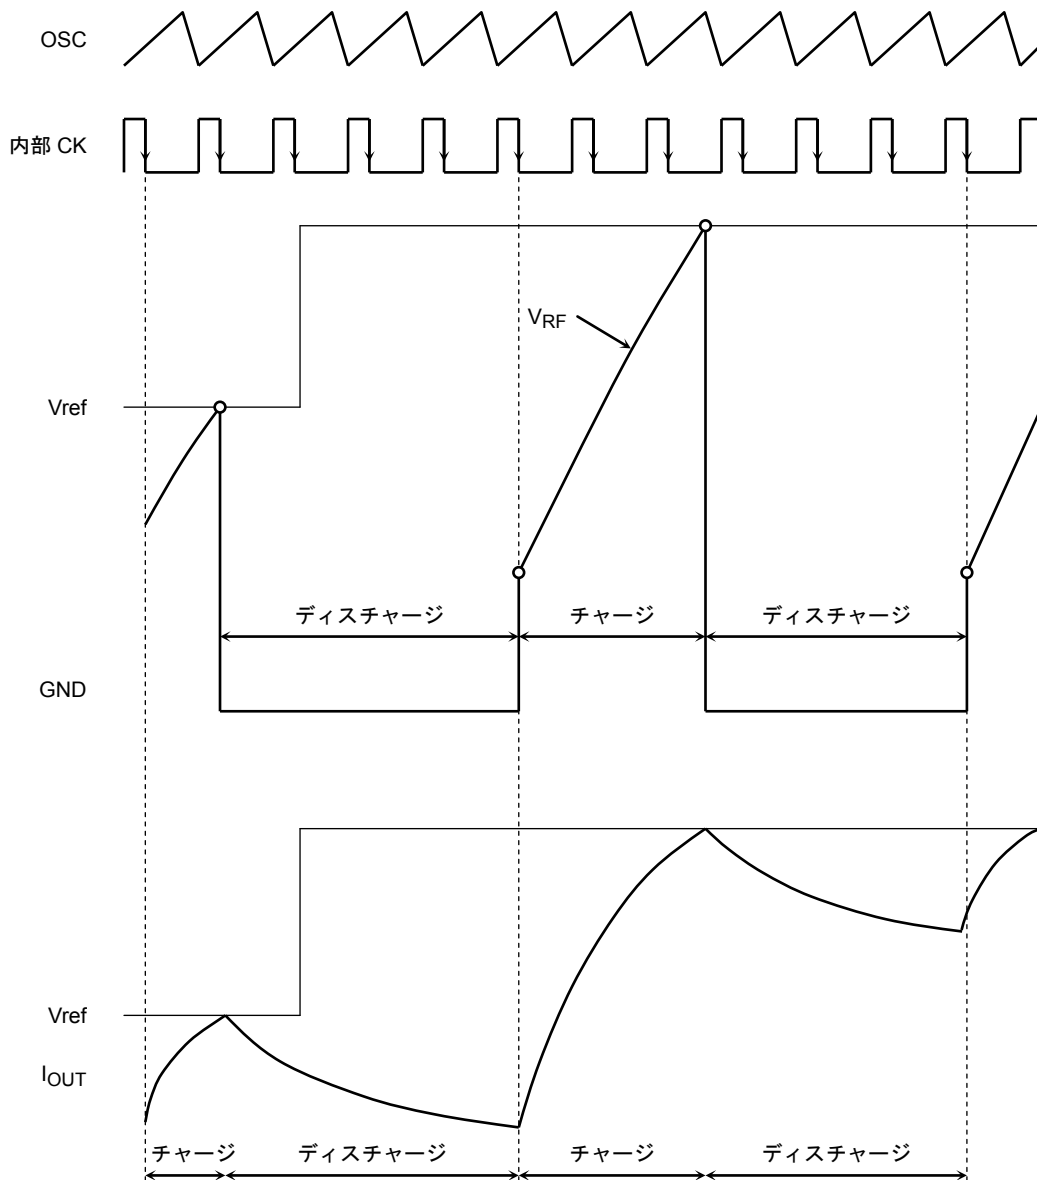 OSC
内部 CK
VRF
Vref
ディスチャージ チャージ ディスチャージ
GND
Vref
IOUT
チャージ ディスチャージ チャージ ディスチャージ